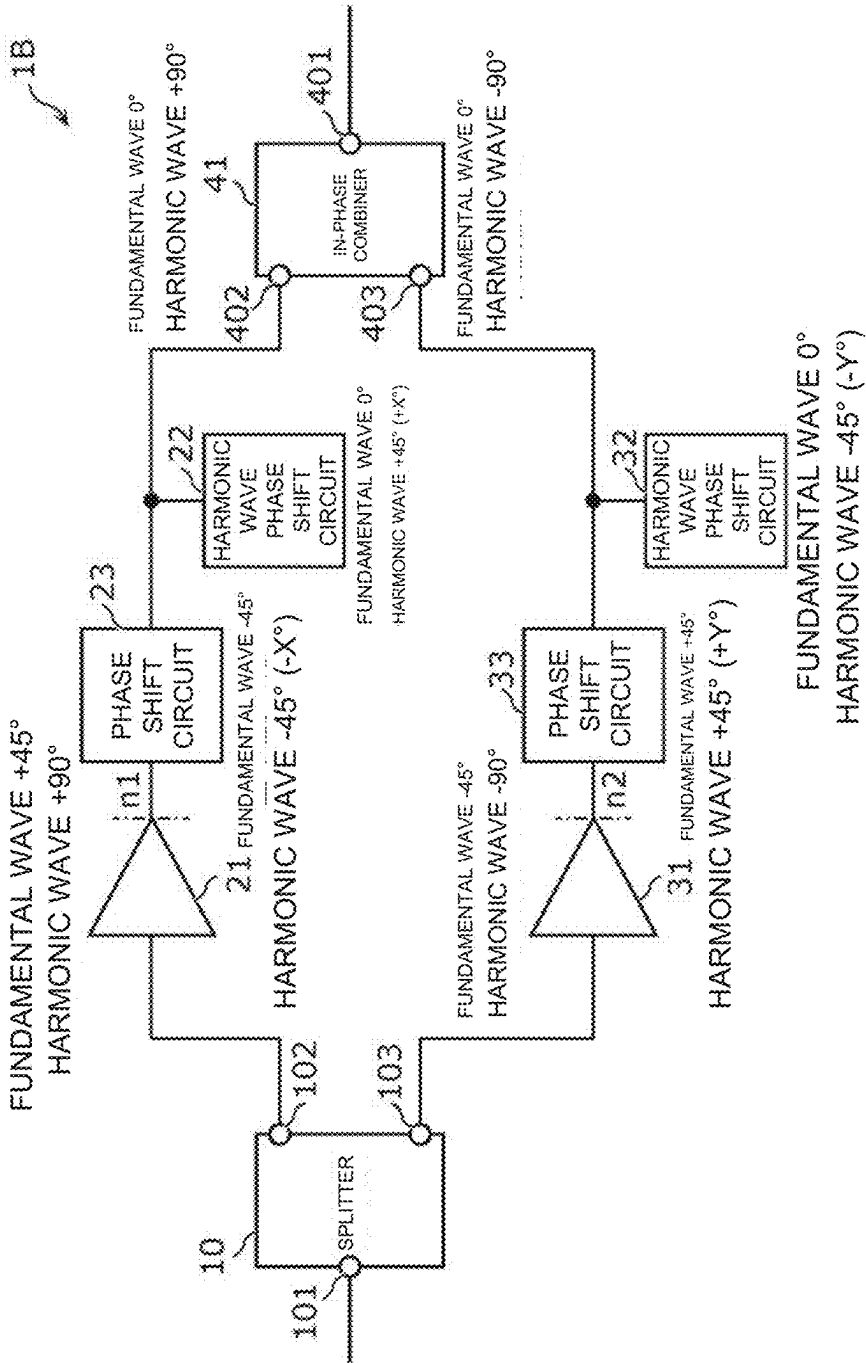 1B
FUNDAMENTAL WAVE +45°
HARMONIC WAVE +90°
FUNDAMENTAL WAVE 0°
HARMONIC WAVE +90°
n1
23
PHASE
SHIFT
CIRCUIT
21
FUNDAMENTAL WAVE -45°
HARMONIC WAVE -45° (-X°)
22
HARMONIC
WAVE
PHASE
SHIFT
CIRCUIT
FUNDAMENTAL WAVE 0°
HARMONIC WAVE +45° (+X°)
10
101
SPLITTER
102
103
41
402
IN-PHASE
COMBINER
401
403
FUNDAMENTAL WAVE 0°
HARMONIC WAVE -90°
FUNDAMENTAL WAVE -45°
HARMONIC WAVE -90°
n2
33
PHASE
SHIFT
CIRCUIT
31
FUNDAMENTAL WAVE +45°
HARMONIC WAVE +45° (+Y°)
32
HARMONIC
WAVE
PHASE
SHIFT
CIRCUIT
FUNDAMENTAL WAVE 0°
HARMONIC WAVE -45° (-Y°)